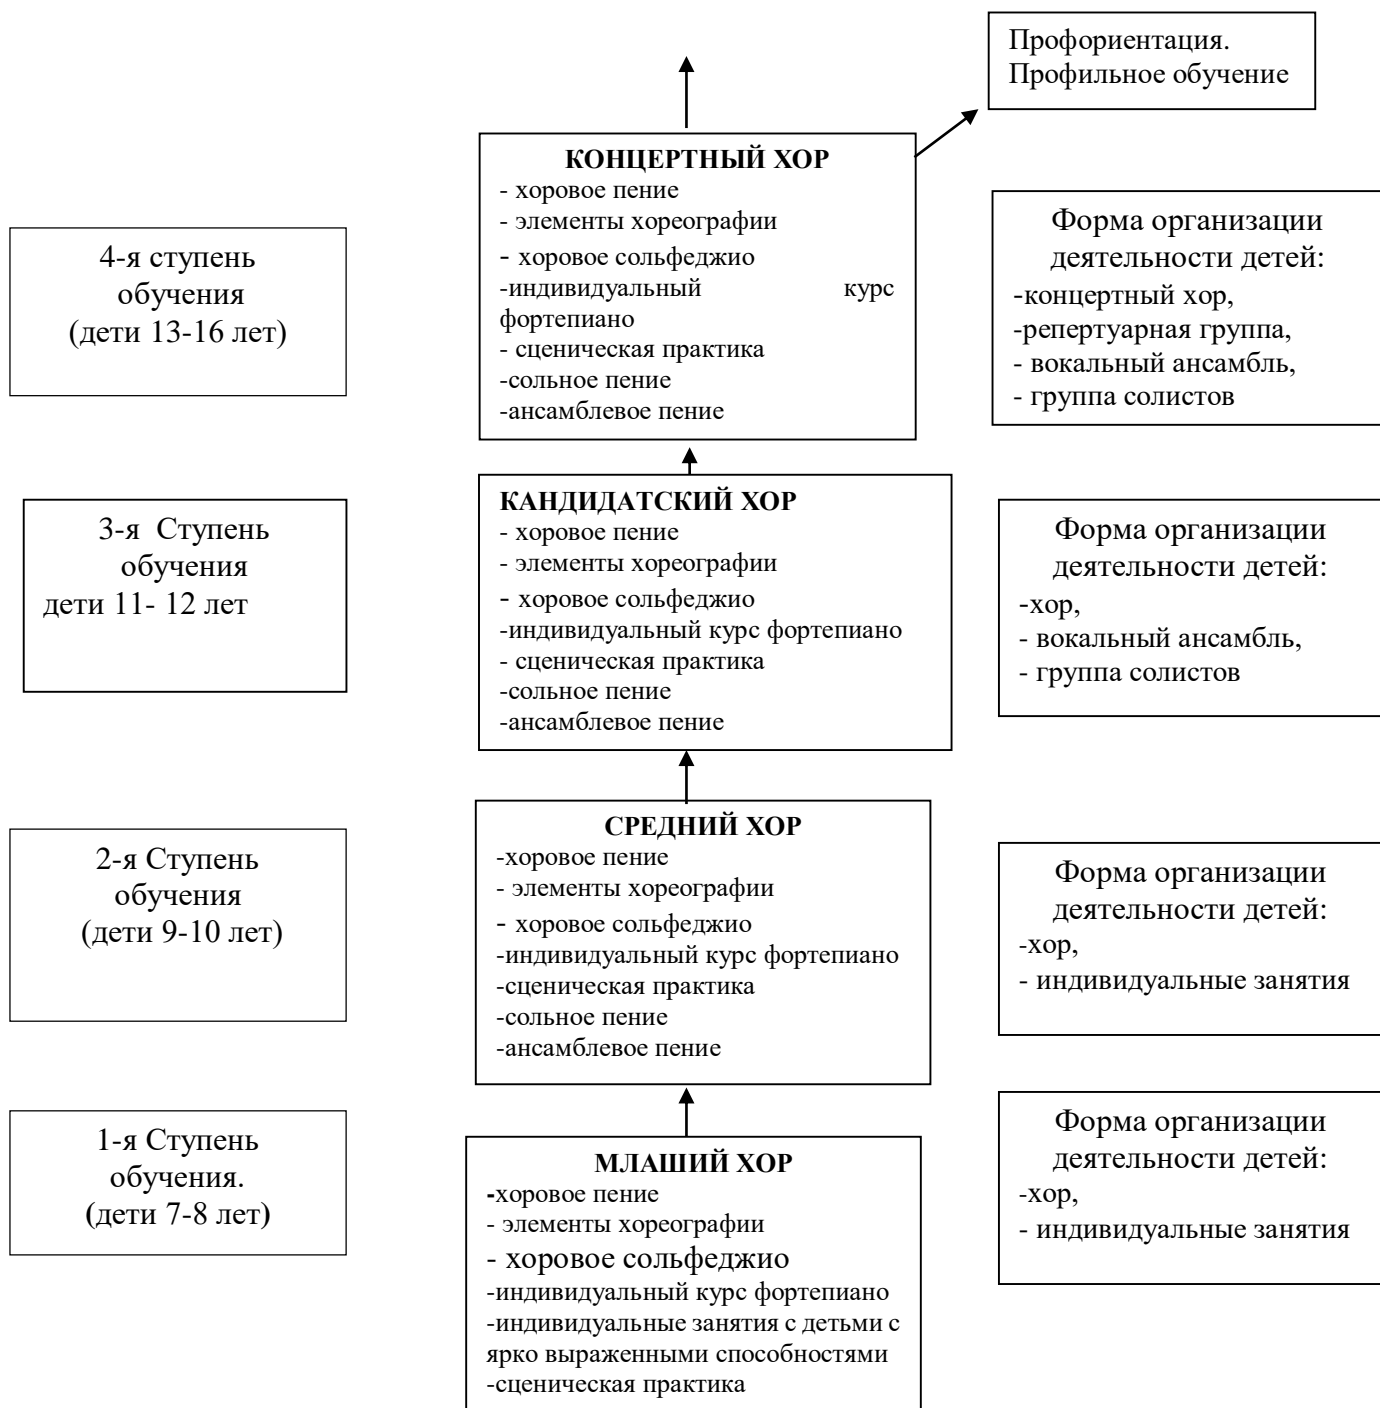 Профориентация.
Профильное обучение
КОНЦЕРТНЫЙ ХОР
- хоровое пение
- элементы хореографии
- хоровое сольфеджио
-индивидуальный курс
фортепиано
- сценическая практика
-сольное пение
-ансамблевое пение
4-я ступень
обучения
(дети 13-16 лет)
Форма организации
деятельности детей:
-концертный хор,
-репертуарная группа,
- вокальный ансамбль,
- группа солистов
КАНДИДАТСКИЙ ХОР
- хоровое пение
- элементы хореографии
- хоровое сольфеджио
-индивидуальный курс фортепиано
- сценическая практика
-сольное пение
-ансамблевое пение
3-я Ступень
обучения
дети 11- 12 лет
Форма организации
деятельности детей:
-хор,
- вокальный ансамбль,
- группа солистов
СРЕДНИЙ ХОР
-хоровое пение
- элементы хореографии
- хоровое сольфеджио
-индивидуальный курс фортепиано
-сценическая практика
-сольное пение
-ансамблевое пение
2-я Ступень
обучения
(дети 9-10 лет)
Форма организации
деятельности детей:
-хор,
- индивидуальные занятия
1-я Ступень
обучения.
(дети 7-8 лет)
МЛАШИЙ ХОР
-хоровое пение
- элементы хореографии
- хоровое сольфеджио
-индивидуальный курс фортепиано
-индивидуальные занятия с детьми с
ярко выраженными способностями
-сценическая практика
Форма организации
деятельности детей:
-хор,
- индивидуальные занятия